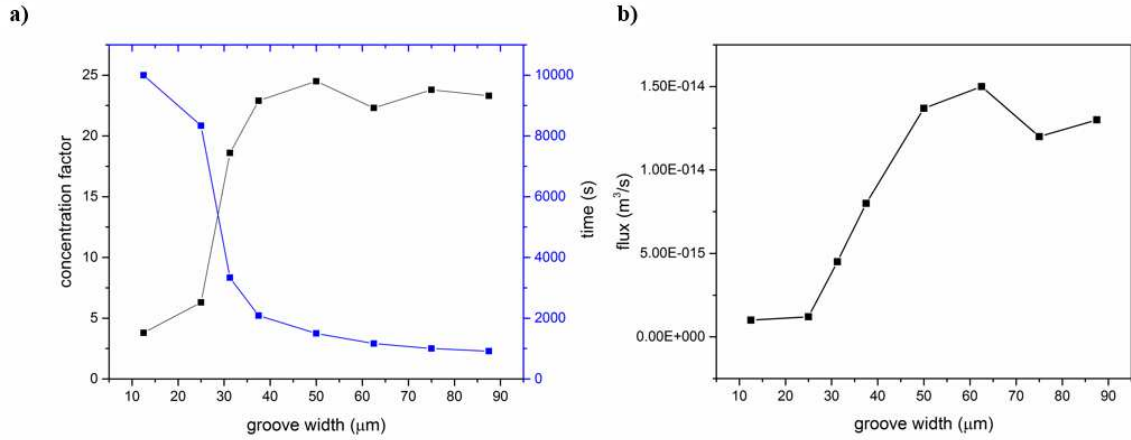 a)
25
20
15
10
5
0
concentration factor
10 20 30 40 50 60 70 80 90
groove width (μm)
10000
8000
6000
4000
2000
0
time (s)
b)
1.50E-014
1.00E-014
5.00E-015
0.00E+000
flux (m³/s)
10 20 30 40 50 60 70 80 90
groove width (μm)